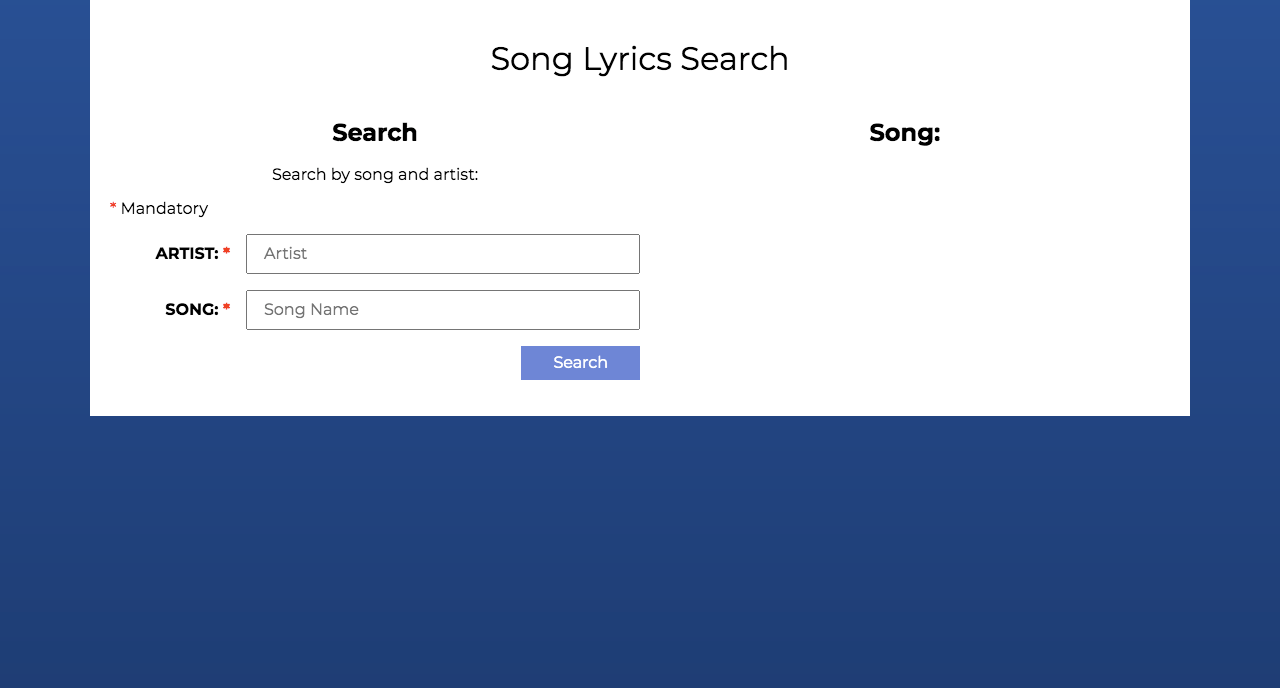 Song Lyrics Search
Search
Search by song and artist:
* Mandatory
ARTIST: * Artist
SONG: * Song Name
Search
Song: